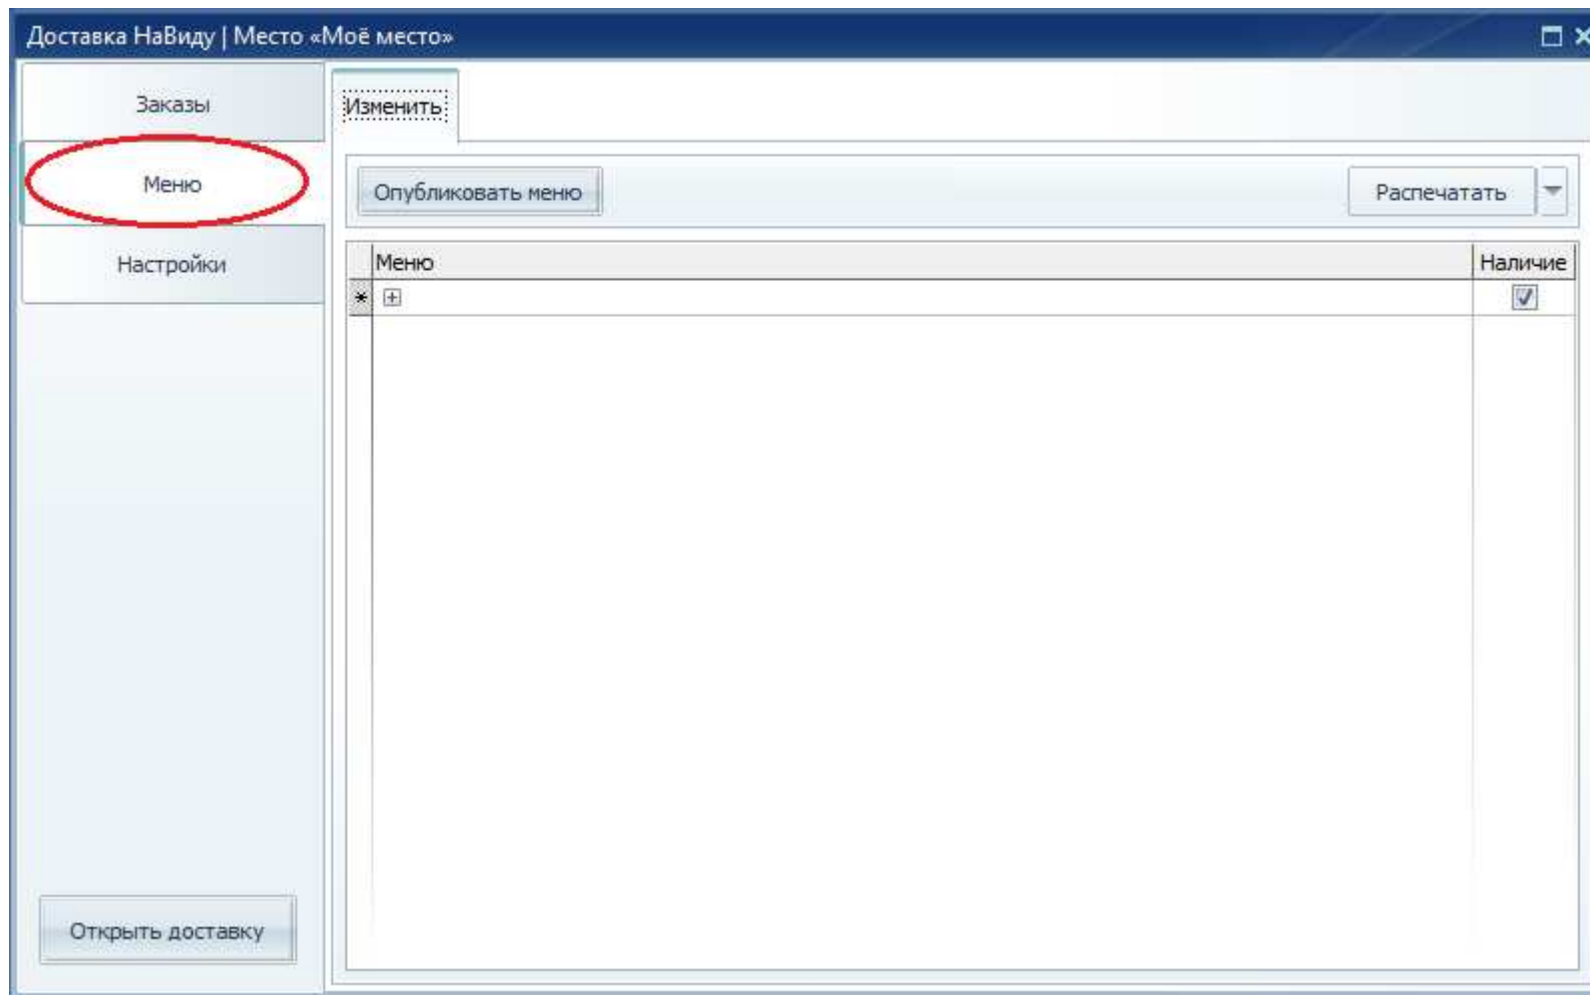 Доставка НаВиду | Место «Моё место»
Заказы
Меню
Настройки
Открыть доставку
Изменить
Опубликовать меню
Распечатать
Меню
Наличие